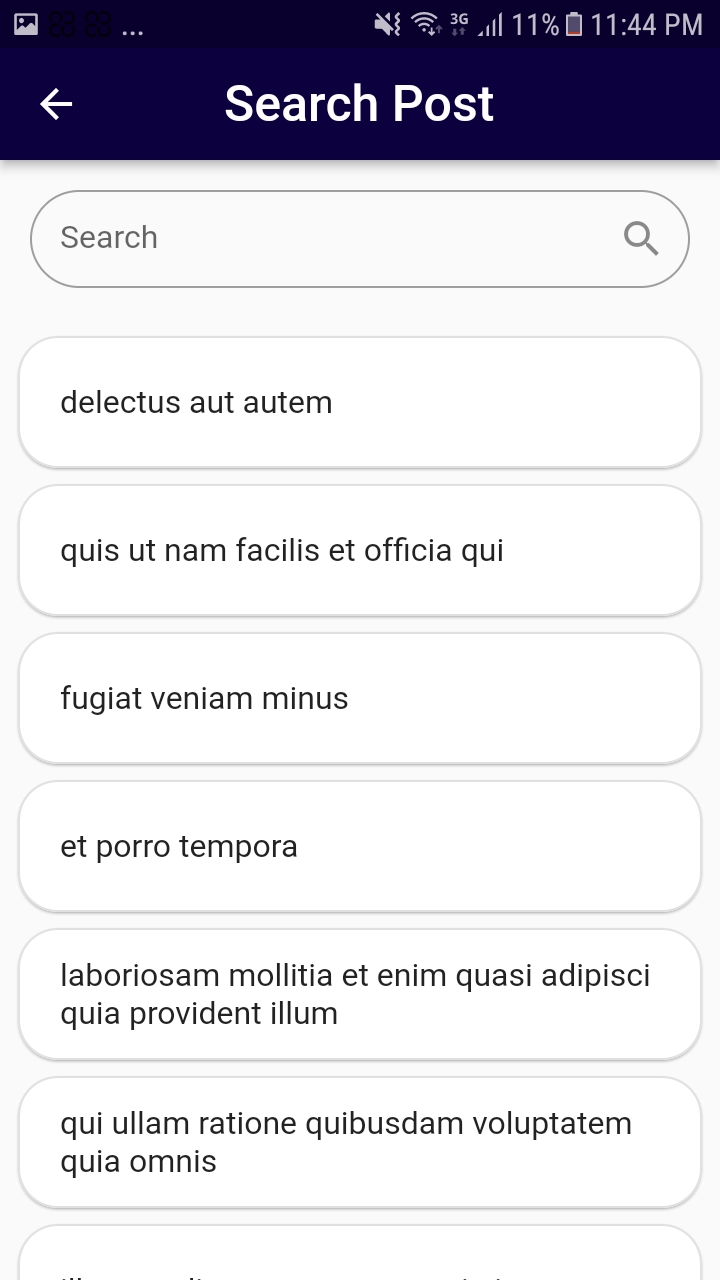 ... 3G 11% 11:44 PM
Search Post
Search
delectus aut autem
quis ut nam facilis et officia qui
fugiat veniam minus
et porro tempora
laboriosam mollitia et enim quasi adipisci
quia provident illum
qui ullam ratione quibusdam voluptatem
quia omnis